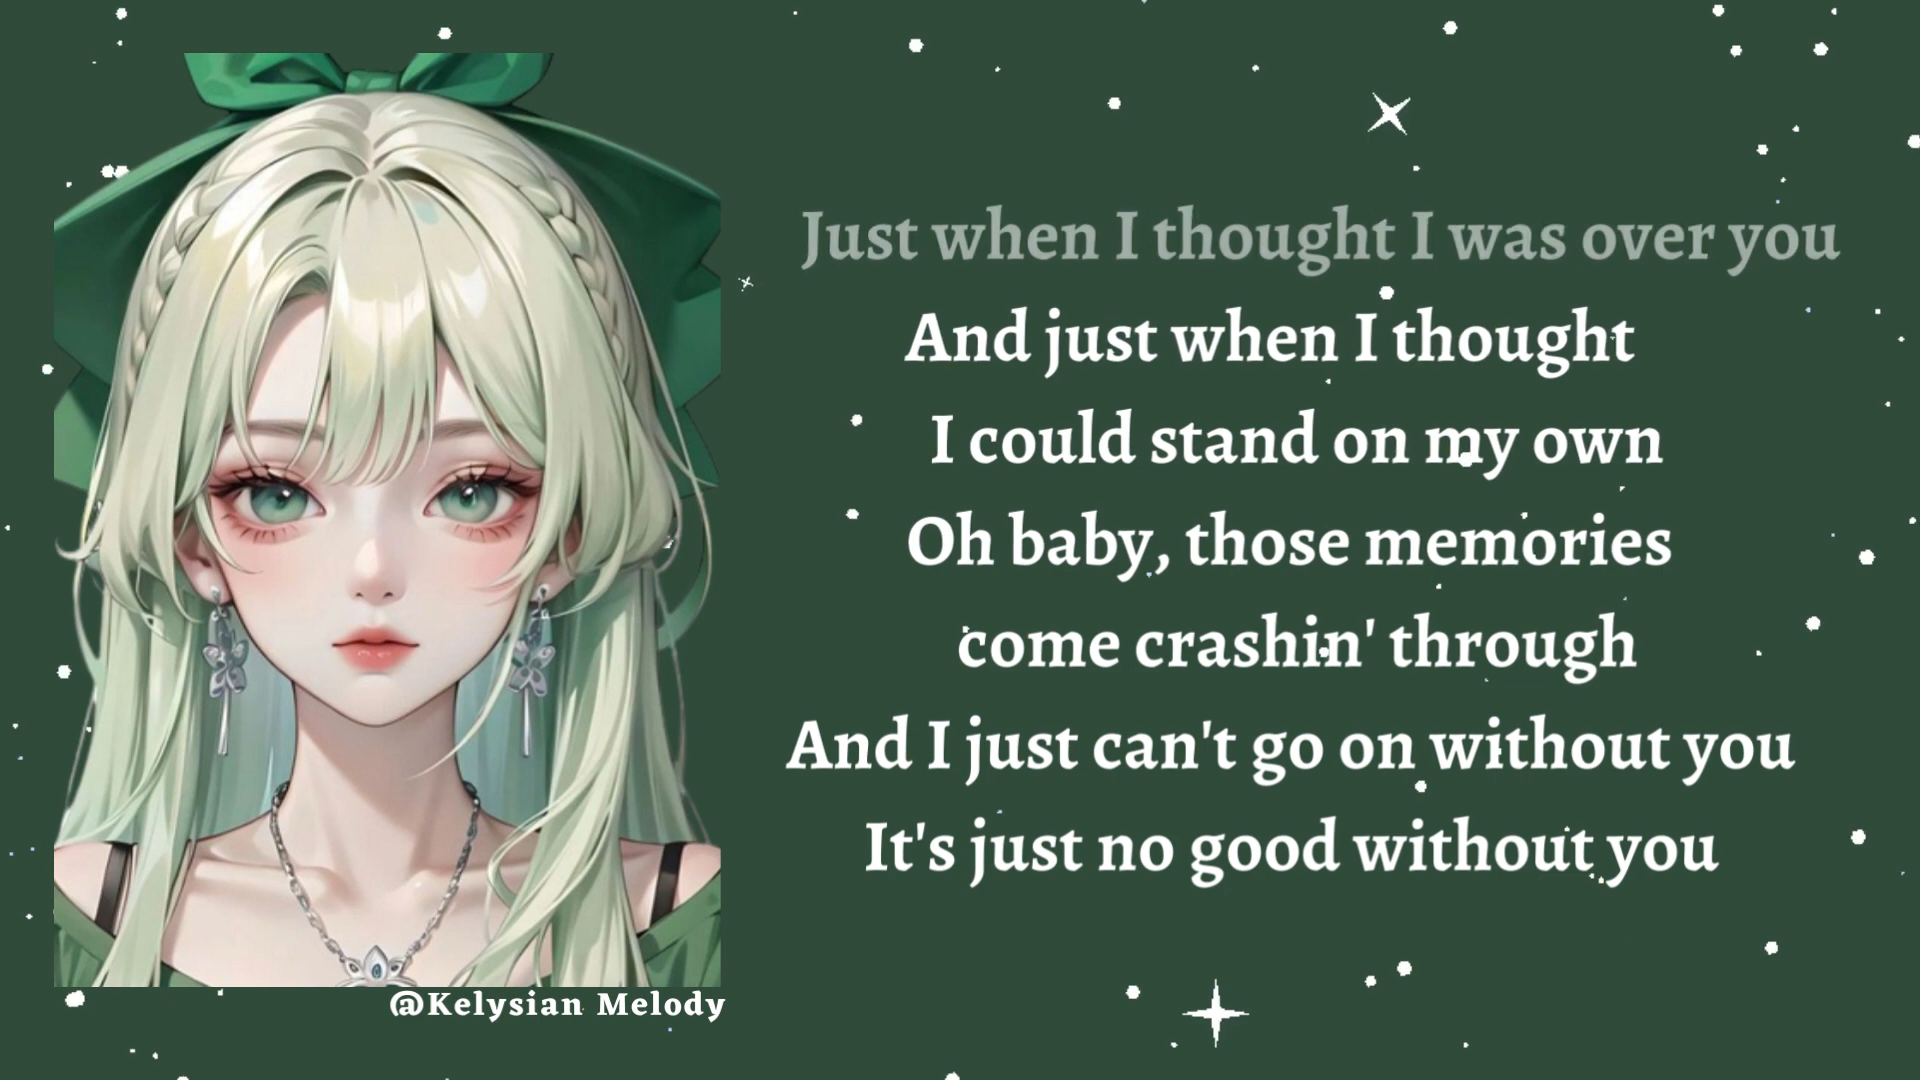 Just when I thought I was over you
And just when I thought
I could stand on my own
Oh baby, those memories
come crashin' through
And I just can't go on without you
It's just no good without you
@Kelysian Melody